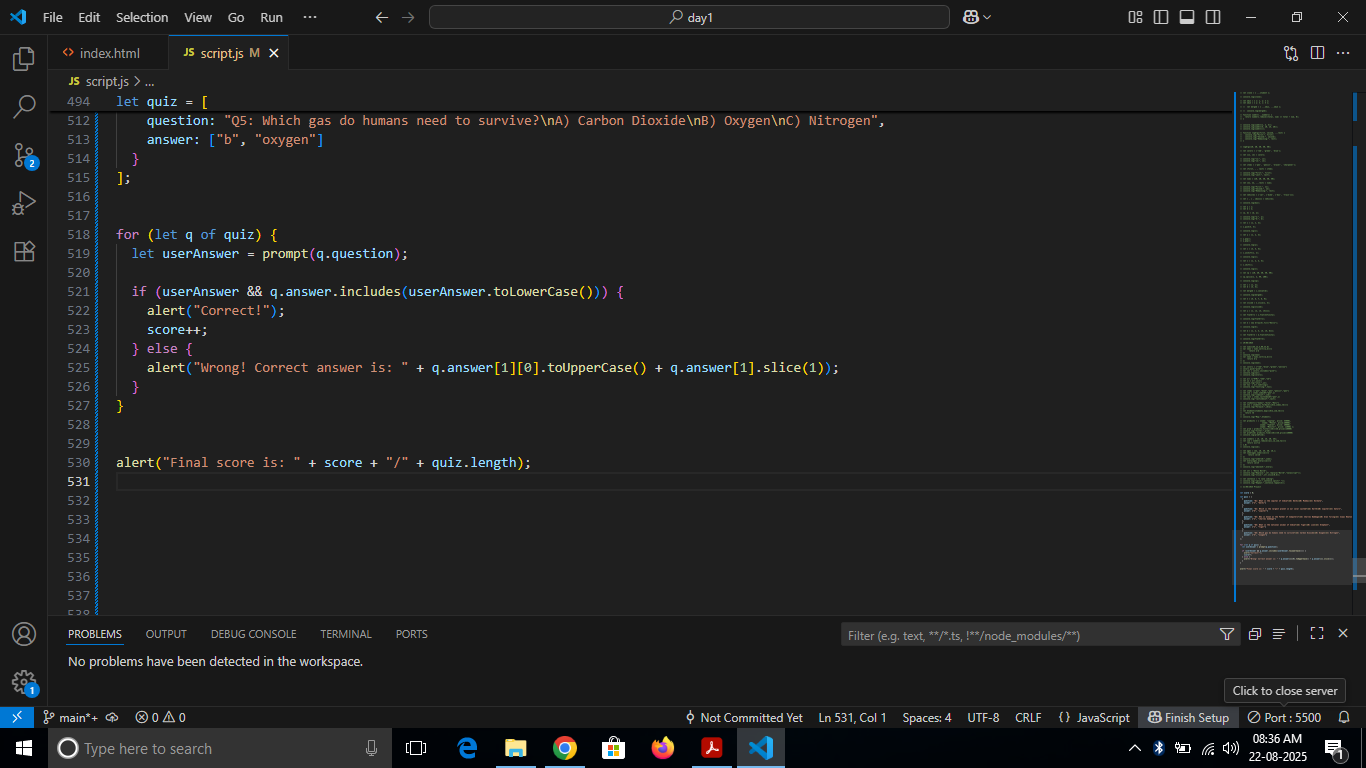 File Edit Selection View Go Run ··· day1
index.html JS script.js M
JS script.js > ...
494 let quiz = [
512 question: "Q5: Which gas do humans need to survive?\nA) Carbon Dioxide\nB) Oxygen\nC) Nitrogen",
513 answer: ["b", "oxygen"]
514 }
515 ];
516
517
518 for (let q of quiz) {
519 let userAnswer = prompt(q.question);
520
521 if (userAnswer && q.answer.includes(userAnswer.toLowerCase())) {
522 alert("Correct!");
523 score++;
524 } else {
525 alert("Wrong! Correct answer is: " + q.answer[1][0].toUpperCase() + q.answer[1].slice(1));
526 }
527 }
528
529
530 alert("Final score is: " + score + "/" + quiz.length);
531
532
533
534
535
536
537
538
PROBLEMS OUTPUT DEBUG CONSOLE TERMINAL PORTS Filter (e.g. text, **/*.ts, !**/node_modules/**)
No problems have been detected in the workspace.
2
1
Click to close server
main*+ 0 0 Not Committed Yet Ln 531, Col 1 Spaces: 4 UTF-8 CRLF {} JavaScript Finish Setup Port : 5500
Type here to search
08:36 AM
22-08-2025
1